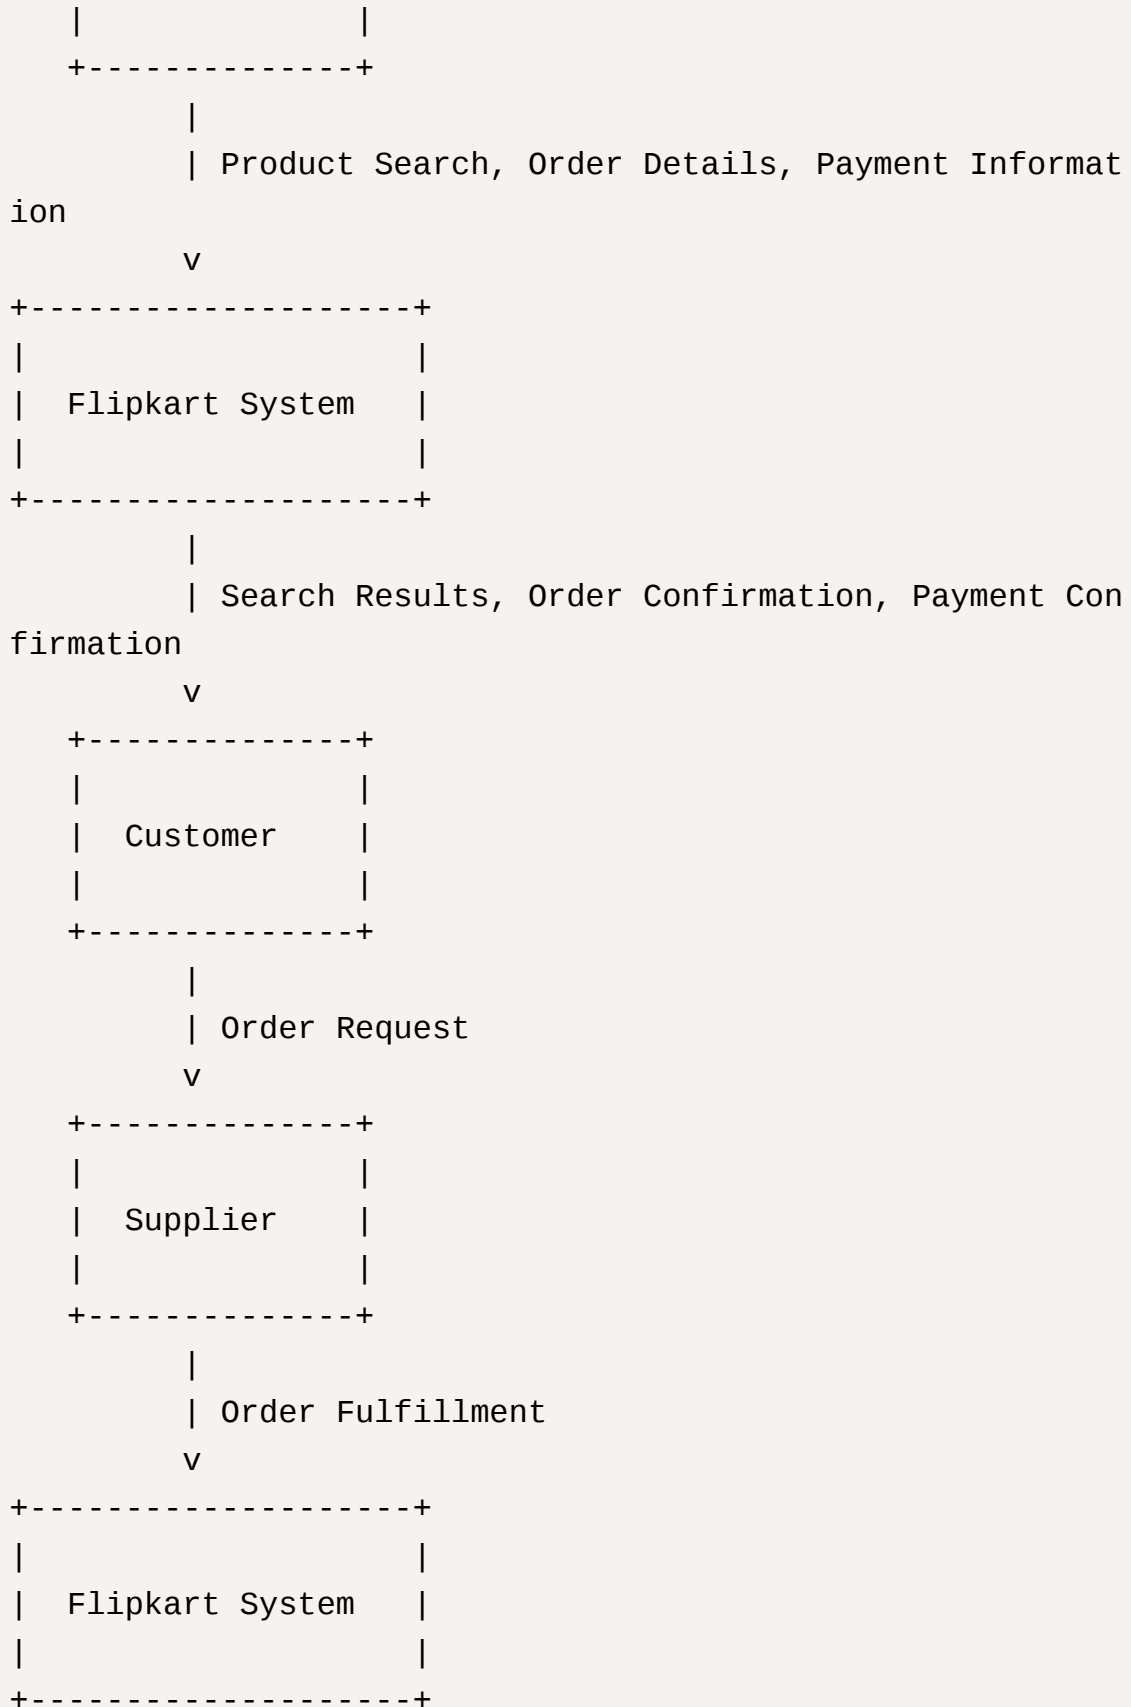 |              |
   +--------------+
         |
         | Product Search, Order Details, Payment Informat
ion
         v
+--------------------+
|                    |
|  Flipkart System   |
|                    |
+--------------------+
         |
         | Search Results, Order Confirmation, Payment Con
firmation
         v
   +--------------+
   |              |
   |  Customer    |
   |              |
   +--------------+
         |
         | Order Request
         v
   +--------------+
   |              |
   |  Supplier    |
   |              |
   +--------------+
         |
         | Order Fulfillment
         v
+--------------------+
|                    |
|  Flipkart System   |
|                    |
+--------------------+